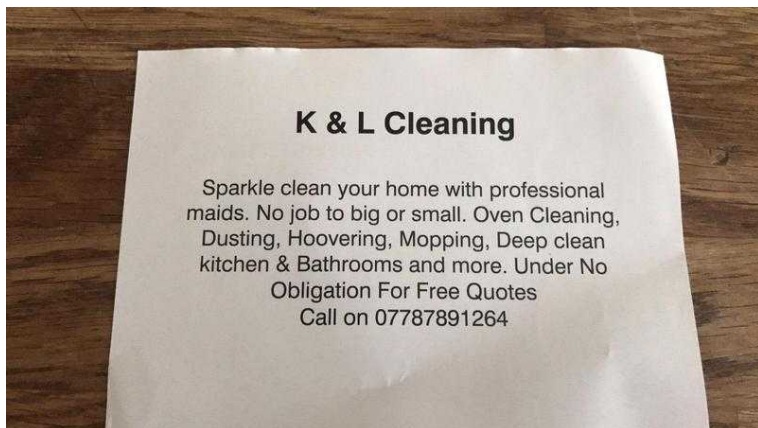 K & L Cleaning
Sparkle clean your home with professional
maids. No job to big or small. Oven Cleaning,
Dusting, Hoovering, Mopping, Deep clean
kitchen & Bathrooms and more. Under No
Obligation For Free Quotes
Call on 07787891264